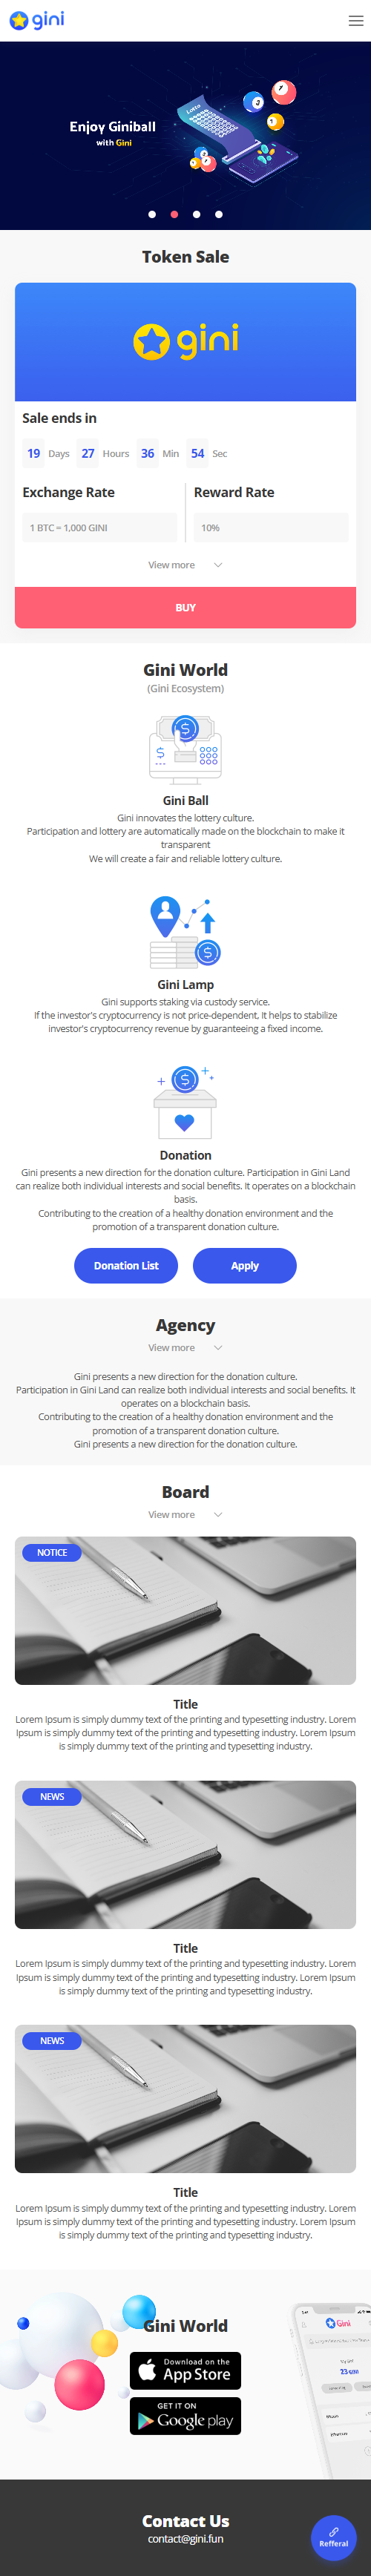 gini
Enjoy Giniball
with Gini
Token Sale
gini
Sale ends in
19 Days 27 Hours 36 Min 54 Sec
Exchange Rate
1 BTC = 1,000 GINI
Reward Rate
10%
View more
BUY
Gini World
(Gini Ecosystem)
Gini Ball
Gini innovates the lottery culture.
Participation and lottery are automatically made on the blockchain to make it
transparent
We will create a fair and reliable lottery culture.
Gini Lamp
Gini supports staking via custody service.
If the investor's cryptocurrency is not price-dependent, It helps to stabilize
investor's cryptocurrency revenue by guaranteeing a fixed income.
Donation
Gini presents a new direction for the donation culture. Participation in Gini Land
can realize both individual interests and social benefits. It operates on a blockchain
basis.
Contributing to the creation of a healthy donation environment and the
promotion of a transparent donation culture.
Donation List
Apply
Agency
View more
Gini presents a new direction for the donation culture.
Participation in Gini Land can realize both individual interests and social benefits. It
operates on a blockchain basis.
Contributing to the creation of a healthy donation environment and the
promotion of a transparent donation culture.
Gini presents a new direction for the donation culture.
Board
View more
NOTICE
Title
Lorem Ipsum is simply dummy text of the printing and typesetting industry. Lorem
Ipsum is simply dummy text of the printing and typesetting industry. Lorem Ipsum
is simply dummy text of the printing and typesetting industry.
NEWS
Title
Lorem Ipsum is simply dummy text of the printing and typesetting industry. Lorem
Ipsum is simply dummy text of the printing and typesetting industry. Lorem Ipsum
is simply dummy text of the printing and typesetting industry.
NEWS
Title
Lorem Ipsum is simply dummy text of the printing and typesetting industry. Lorem
Ipsum is simply dummy text of the printing and typesetting industry. Lorem Ipsum
is simply dummy text of the printing and typesetting industry.
Gini World
Download on the
App Store
GET IT ON
Google play
Gini
Contact Us
contact@gini.fun
Refferal